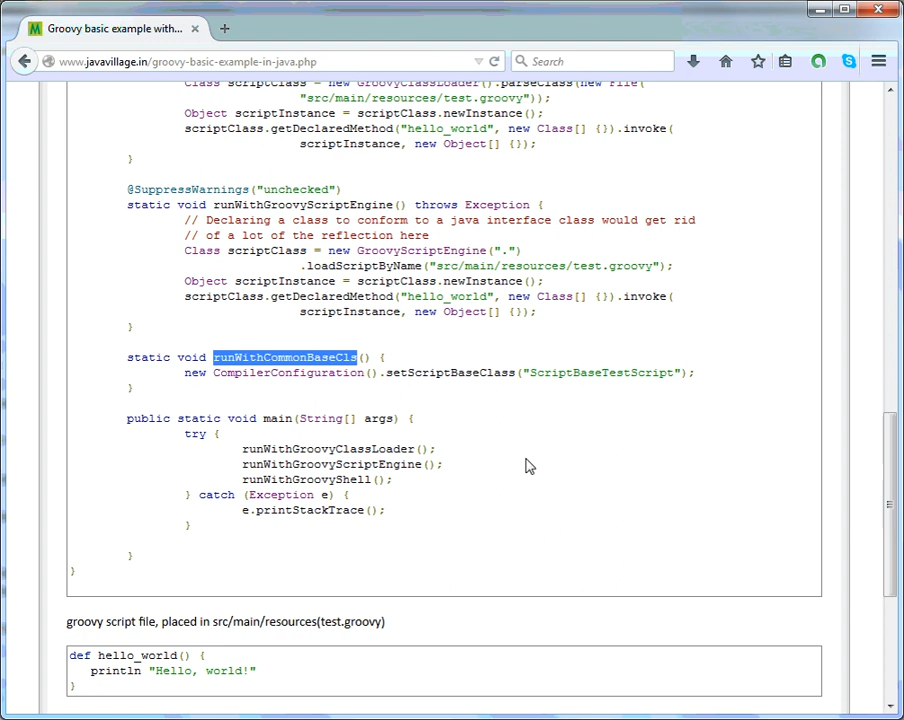 Groovy basic example with...
www.javavillage.in/groovy-basic-example-in-java.php
Search
Class scriptClass = new GroovyClassLoader().parseClass(new File(
"src/main/resources/test.groovy"));
Object scriptInstance = scriptClass.newInstance();
scriptClass.getDeclaredMethod("hello_world", new Class[] {}).invoke(
scriptInstance, new Object[] {});
}
@SuppressWarnings("unchecked")
static void runWithGroovyScriptEngine() throws Exception {
// Declaring a class to conform to a java interface class would get rid
// of a lot of the reflection here
Class scriptClass = new GroovyScriptEngine(".")
.loadScriptByName("src/main/resources/test.groovy");
Object scriptInstance = scriptClass.newInstance();
scriptClass.getDeclaredMethod("hello_world", new Class[] {}).invoke(
scriptInstance, new Object[] {});
}
static void runWithCommonBaseCls() {
new CompilerConfiguration().setScriptBaseClass("ScriptBaseTestScript");
}
public static void main(String[] args) {
try {
runWithGroovyClassLoader();
runWithGroovyScriptEngine();
runWithGroovyShell();
} catch (Exception e) {
e.printStackTrace();
}
}
}
groovy script file, placed in src/main/resources(test.groovy)
def hello_world() {
println "Hello, world!"
}